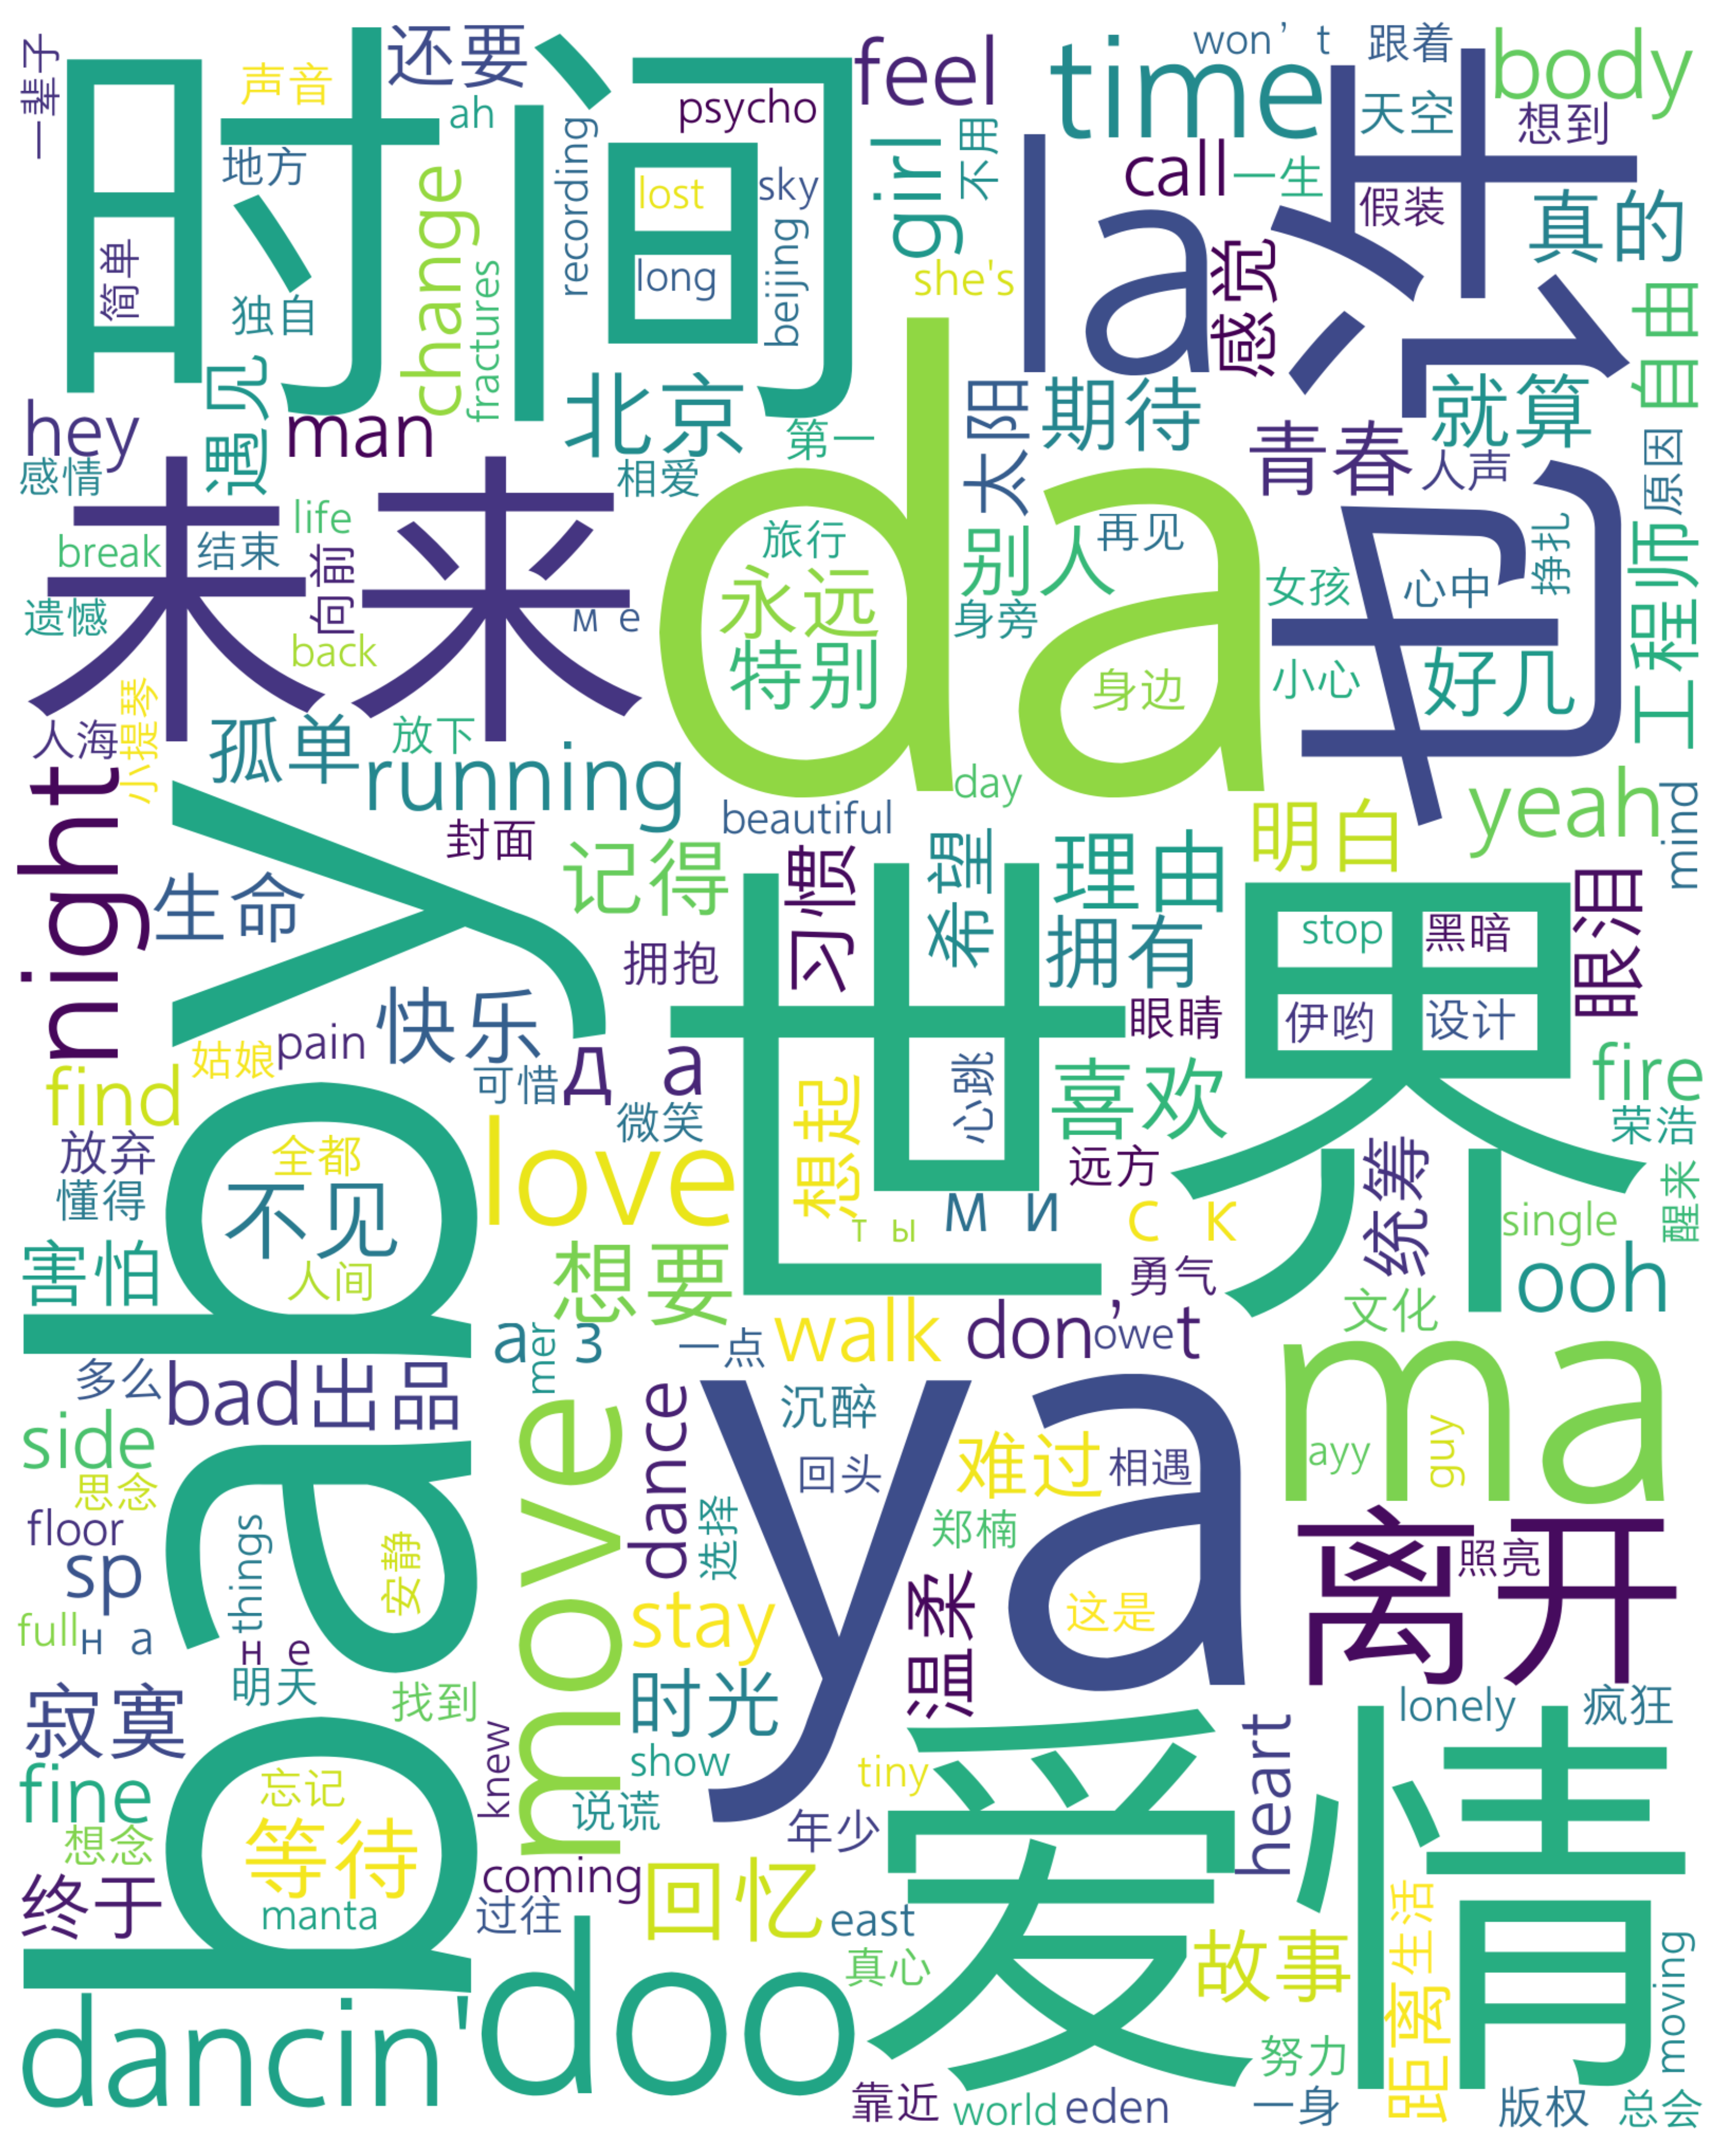 一辈子
时间
还要
声音
ah
地方
独自
简单
change
fractures
recording
psycho
lost
long
sky
beijing
feel
girl
不用
she's
la
time
won't
跟着
body
天空
想到
call
一生
假装
真的
感觉
沿
自由
就算
hey
遇见
man
北京
第一
相爱
感情
太阳
期待
青春
人声
原因
未来
life
break
结束
向前
遗憾
back
м е
da
旅行
永远
特别
别人
再见
身旁
身边
女孩
心中
挣扎
小心
好几
工程师
人海
小提琴
孤单
放下
running
封面
night
baby
生命
beautiful
day
记得
习惯
希望
理由
明白
yeah
mind
拥抱
拥有
世界
stop
黑暗
伊哟
设计
眼泪
快乐
pain
姑娘
find
可惜
д а
微笑
love
想起
心跳
眼睛
喜欢
远方
fire
荣浩
放弃
懂得
全都
不见
人间
害怕
т ы
м и
с к
统筹
single
醒来
想要
勇气
文化
ooh
a 3
mer
一点
walk
don't
owe
ma
ayy
guy
多么
bad
出品
side
思念
floor
sp
things
安静
full
н а
н е
明天
找到
move
dance
沉醉
回头
选择
ya
难过
相遇
郑楠
这是
stay
温柔
离开
照亮
寂寞
时光
show
knew
说谎
tiny
年少
爱情
heart
lonely
疯狂
fine
忘记
等待
想念
终于
manta
coming
过往
回忆
east
真心
故事
距离
生活
moving
dancin'
doo
靠近
world
eden
努力
一身
版权
总会